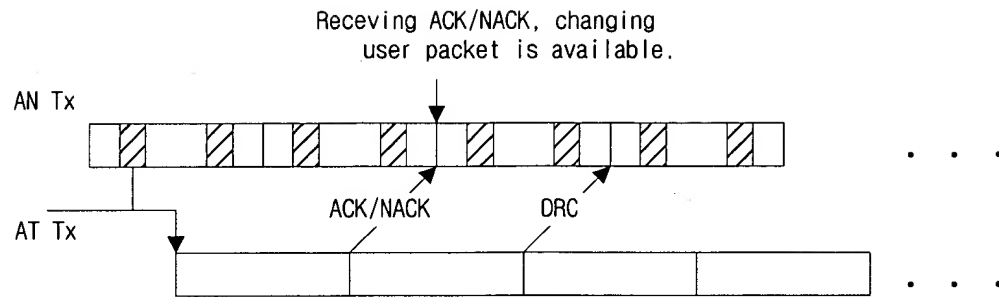 Receving ACK/NACK, changing
user packet is available.
AN Tx
ACK/NACK
DRC
AT Tx